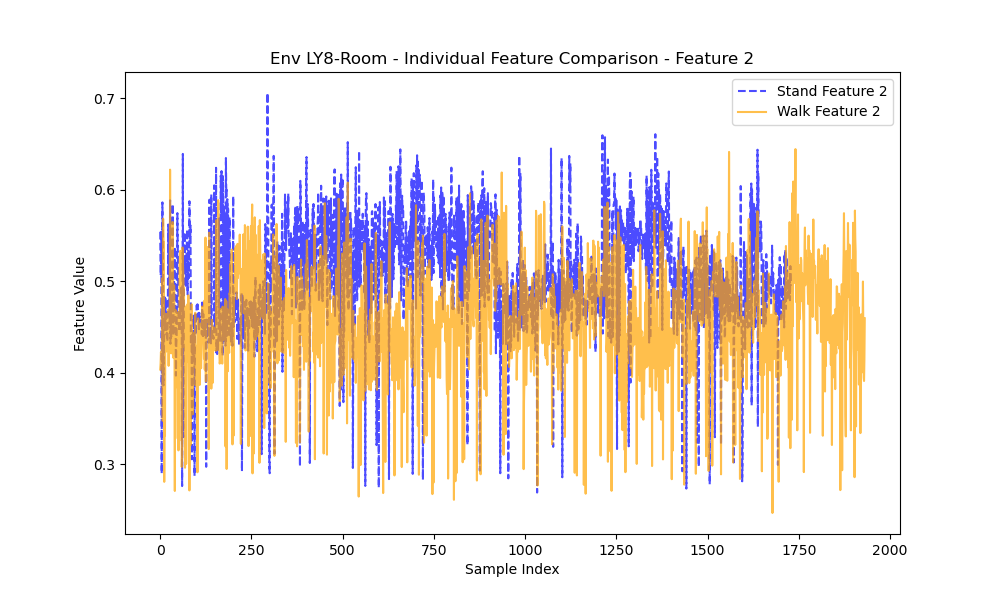 Env LY8-Room - Individual Feature Comparison - Feature 2
Stand Feature 2
Walk Feature 2
Feature Value
0.7
0.6
0.5
0.4
0.3
0 250 500 750 1000 1250 1500 1750 2000
Sample Index